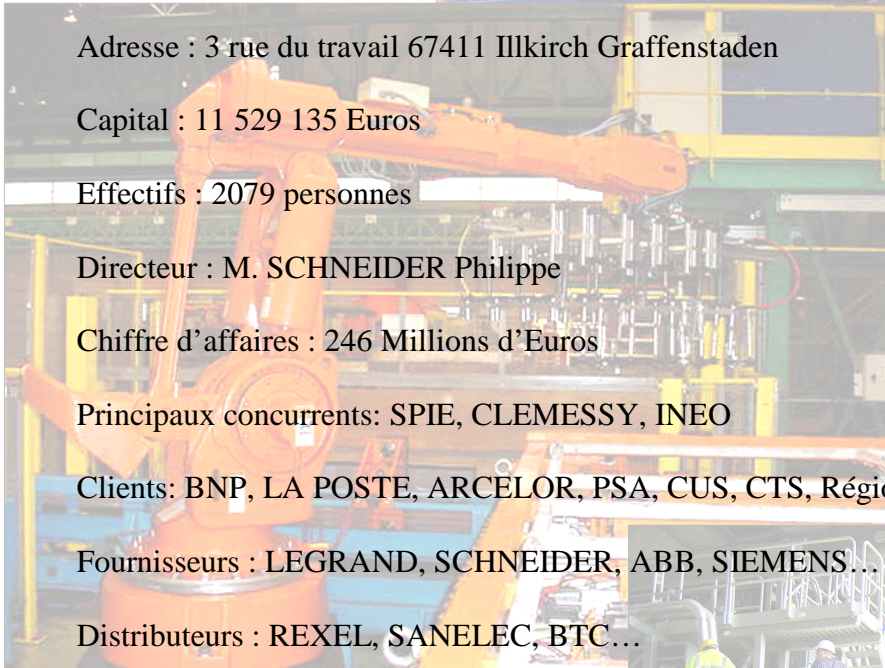 Adresse : 3 rue du travail 67411 Illkirch Graffenstaden
Capital : 11 529 135 Euros
Effectifs : 2079 personnes
Directeur : M. SCHNEIDER Philippe
Chiffre d’affaires : 246 Millions d’Euros
Principaux concurrents: SPIE, CLEMESSY, INEO
Clients: BNP, LA POSTE, ARCELOR, PSA, CUS, CTS,
Fournisseurs : LEGRAND, SCHNEIDER, ABB, SIEMENS…
Distributeurs : REXEL, SANELEC, BTC…